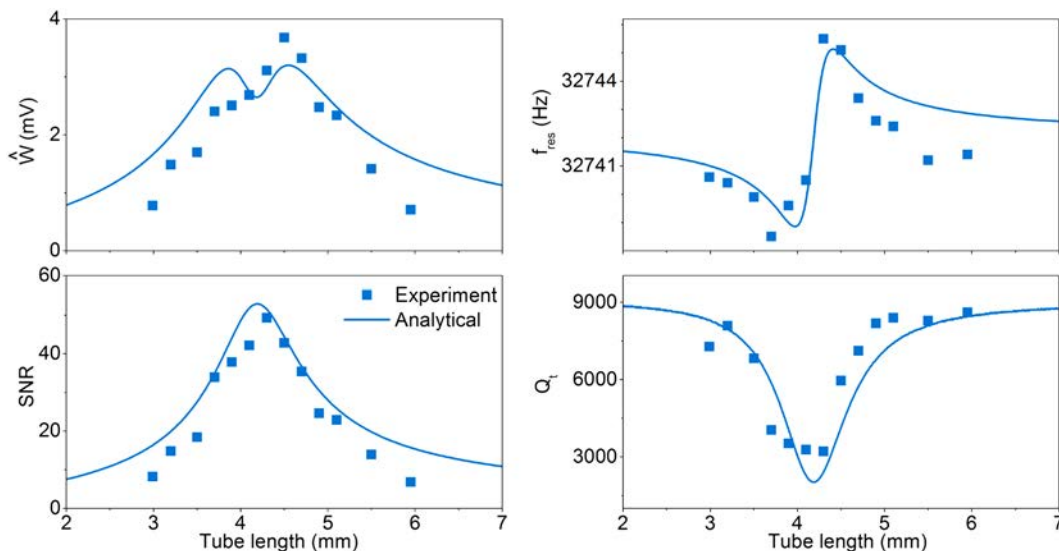 4
2
0
Ŵ (mV)
32744
32741
f_res (Hz)
60
40
20
0
SNR
Experiment
Analytical
2 3 4 5 6 7
Tube length (mm)
9000
6000
3000
Q_t
2 3 4 5 6 7
Tube length (mm)